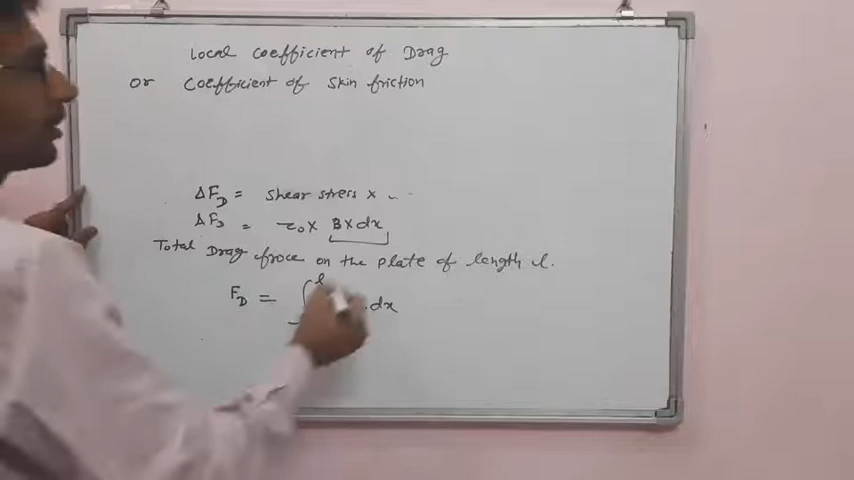 Local coefficient of Drag
or coefficient of skin friction
ΔF_D = shear stress x
ΔF_D = τ₀ x B x dx
Total Drag froce on the plate of length l.
F_D = ∫ .dx